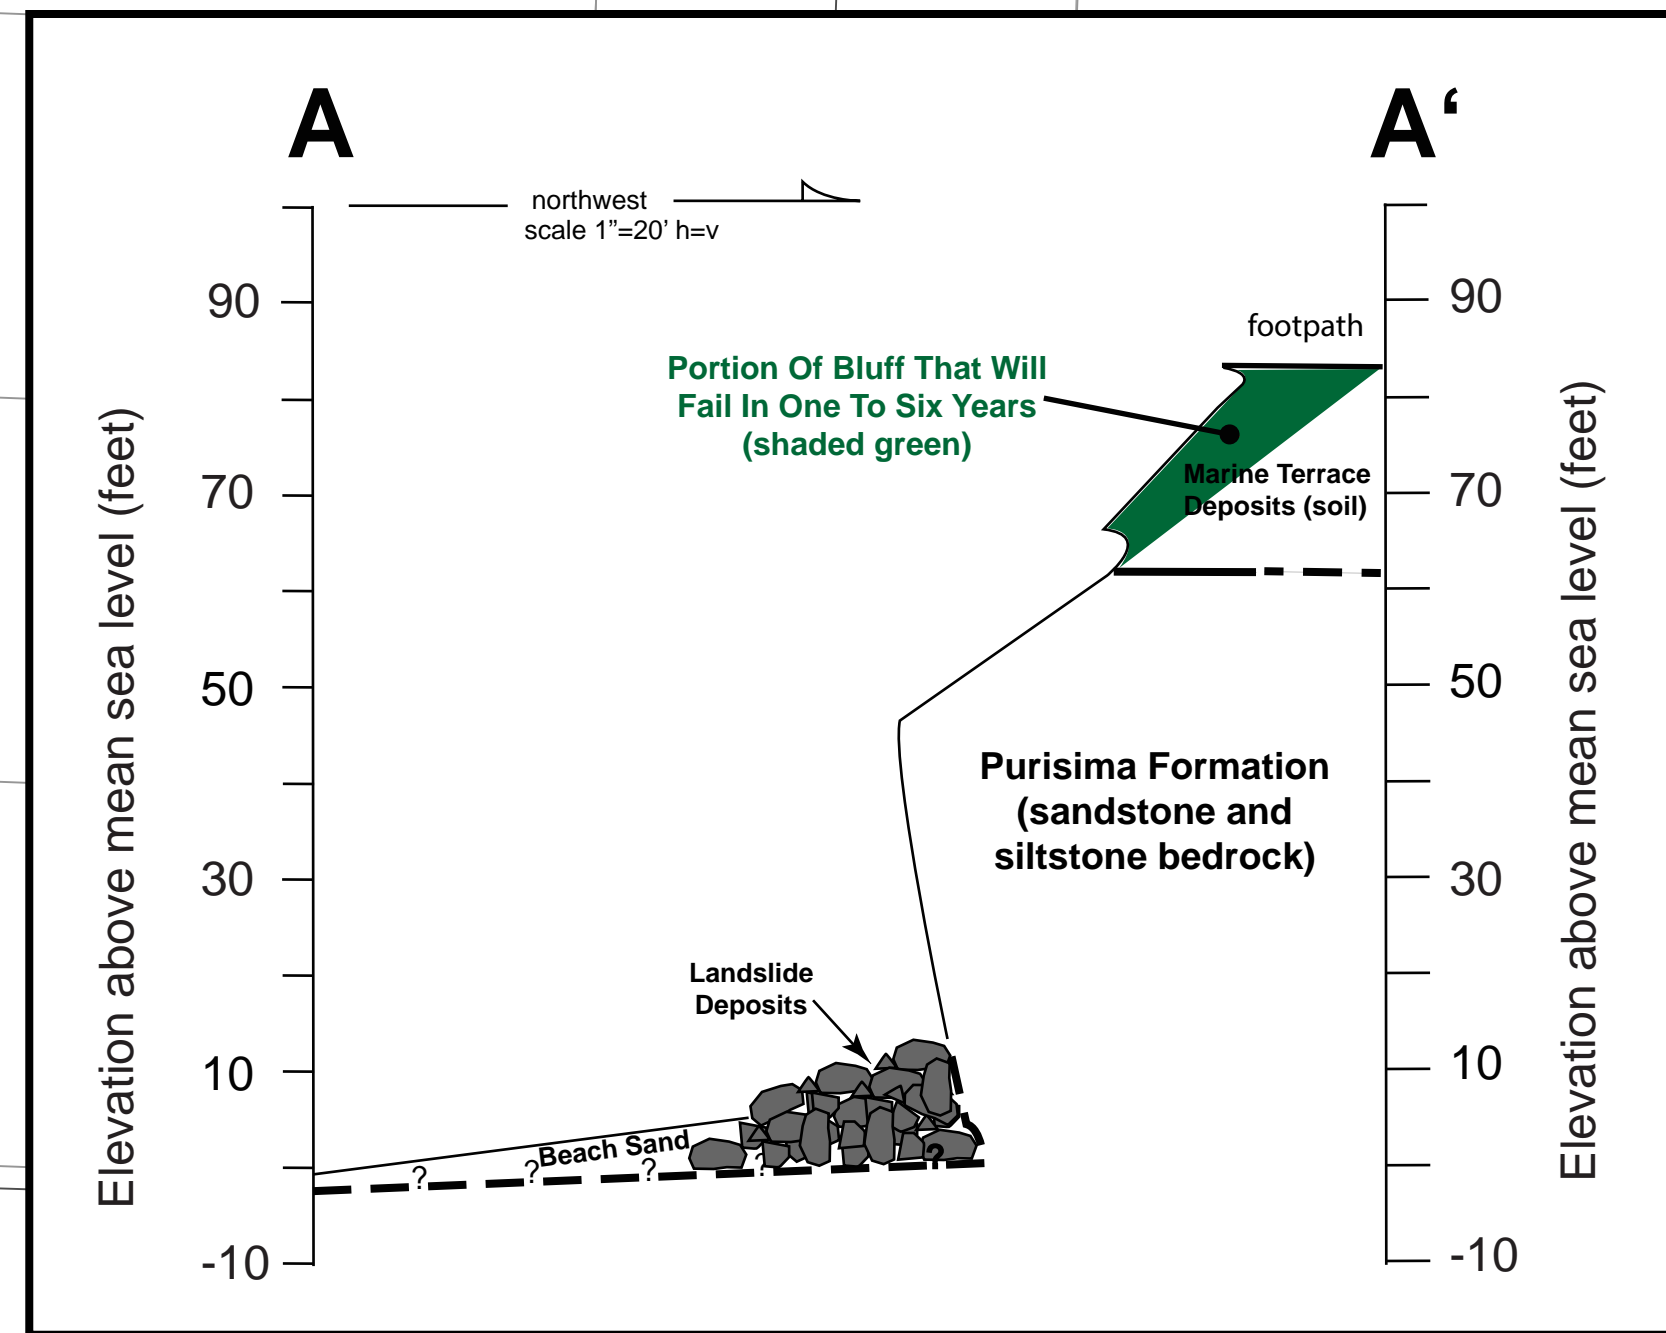 A
A‘
northwest
scale 1”=20’ h=v
90
90
footpath
Portion Of Bluff That Will
Fail In One To Six Years
(shaded green)
Marine Terrace
Deposits (soil)
70
70
50
50
Purisima Formation
(sandstone and
siltstone bedrock)
30
30
Landslide
Deposits
10
10
Beach Sand
? ? ? ? ?
-10
-10
Elevation above mean sea level (feet)
Elevation above mean sea level (feet)